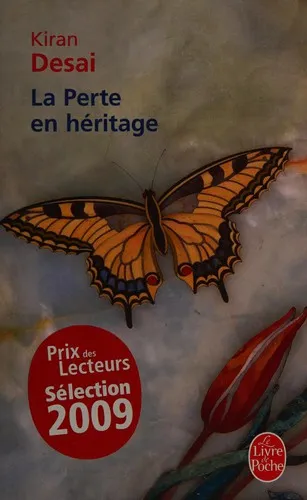 Kiran
Desai
La Perte
en héritage
Prix des
Lecteurs
Sélection
2009
Le
Livre
de
Poche